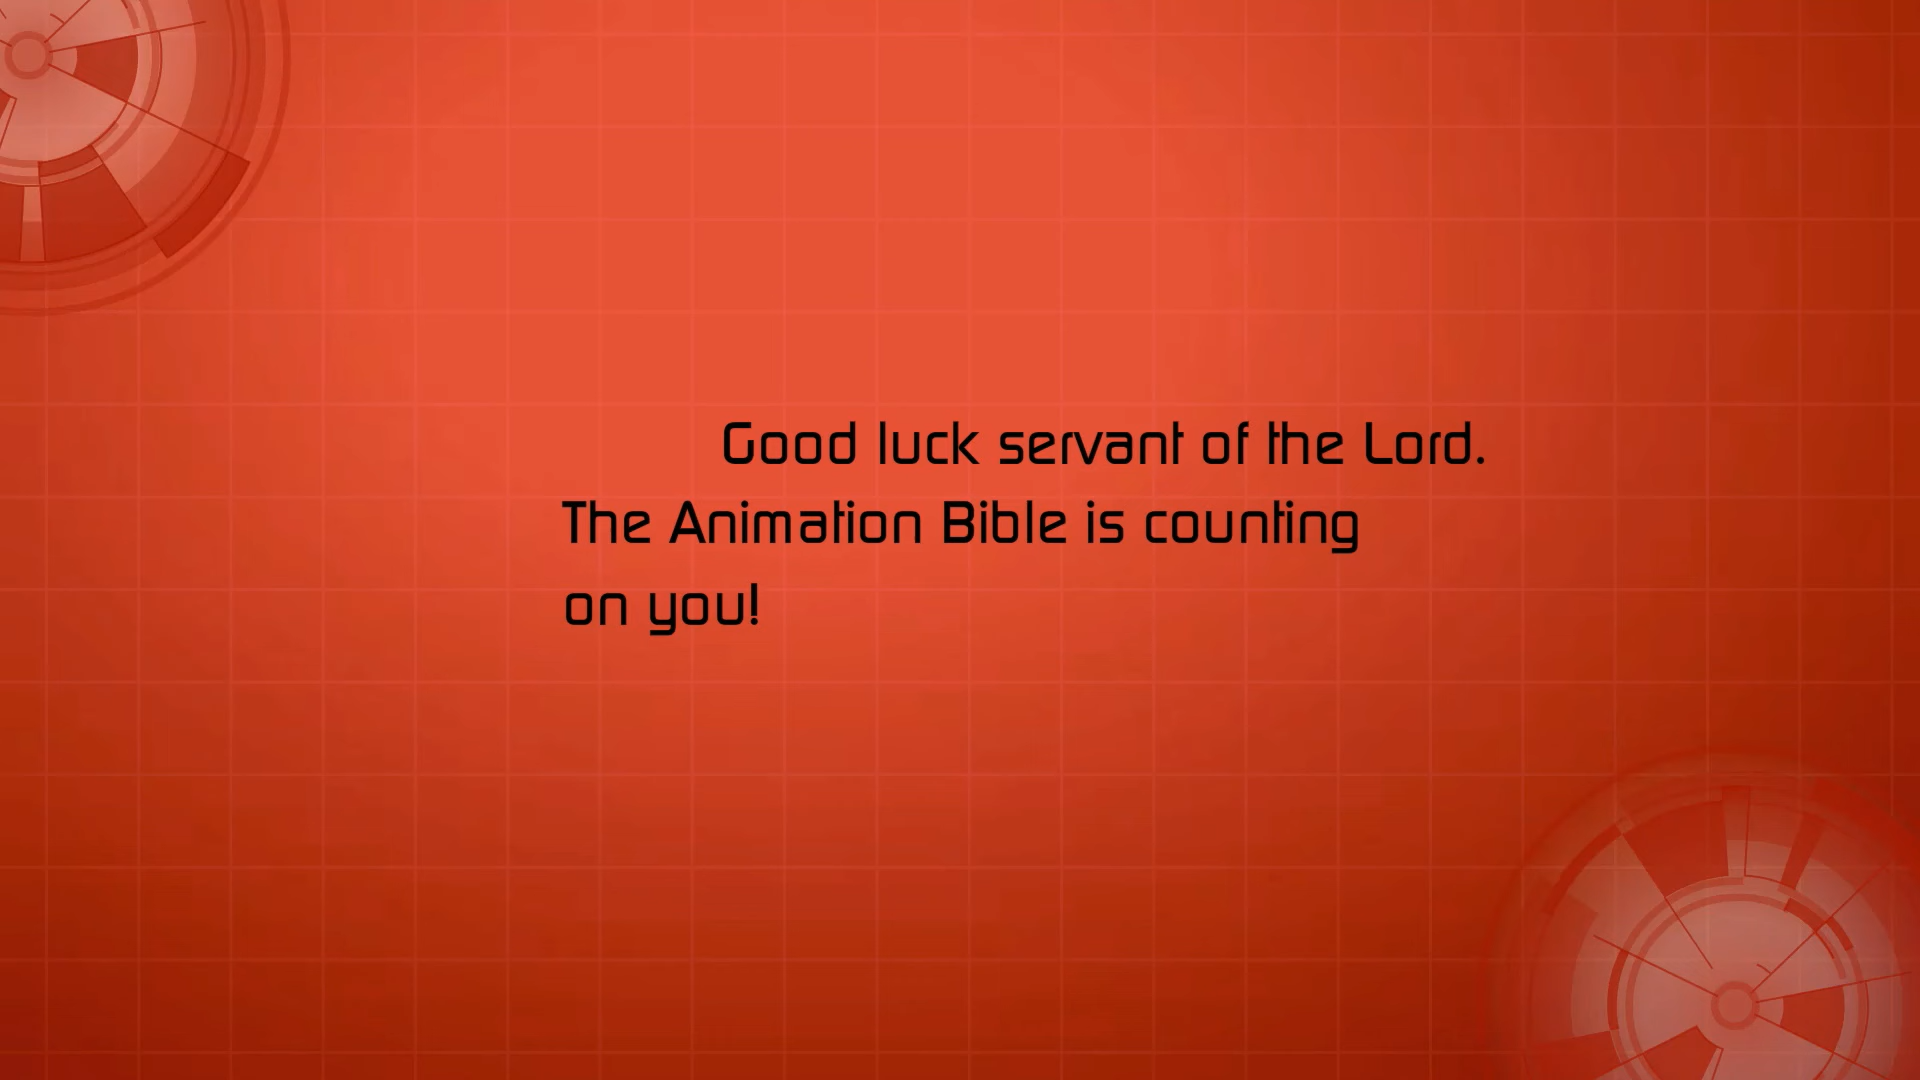 Good luck servant of the Lord.
The Animation Bible is counting
on you!